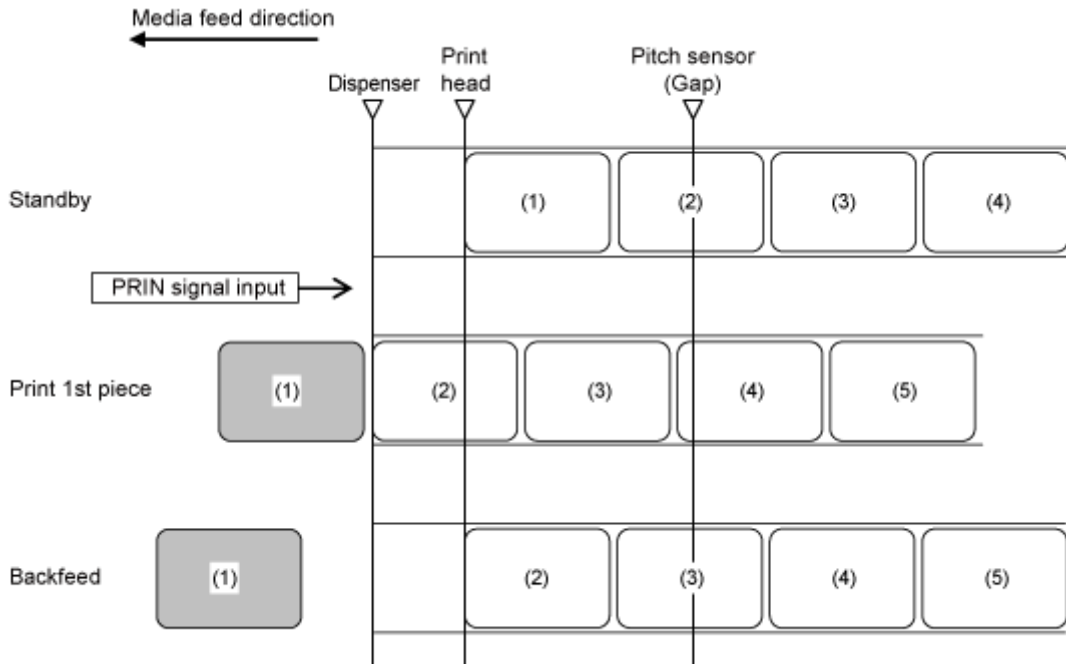 Media feed direction
Dispenser
Print
head
Pitch sensor
(Gap)
Standby
(1)
(2)
(3)
(4)
PRIN signal input
Print 1st piece
(1)
(2)
(3)
(4)
(5)
Backfeed
(1)
(2)
(3)
(4)
(5)